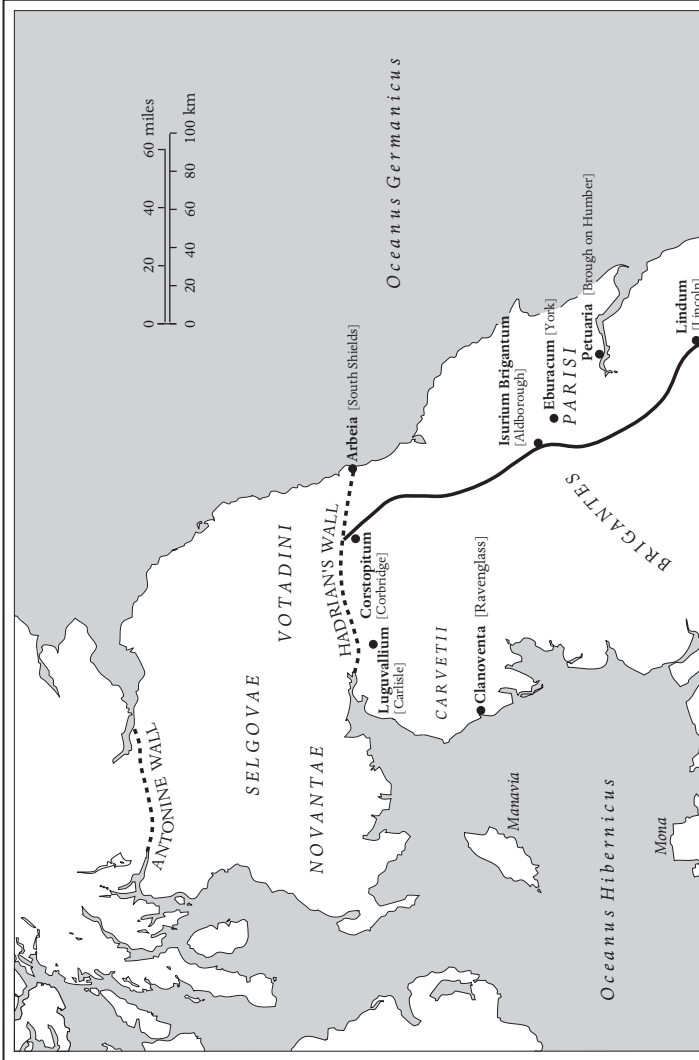 0 20 40 60 miles
0 20 40 60 80 100 km
Oceanus Germanicus
ANTONINE WALL
SELGOVAE
VOTADINI
NOVANTAE
HADRIAN'S WALL
Arbeia [South Shields]
Corstopitum
[Corbridge]
Luguvallium
[Carlisle]
CARVETII
Clanoventa [Ravenglass]
Isurium Brigantum
[Aldborough]
Eburacum [York]
PARISI
Petuaria [Brough on Humber]
BRIGANTES
Lindum
[Lincoln]
Manavia
Mona
Oceanus Hibernicus